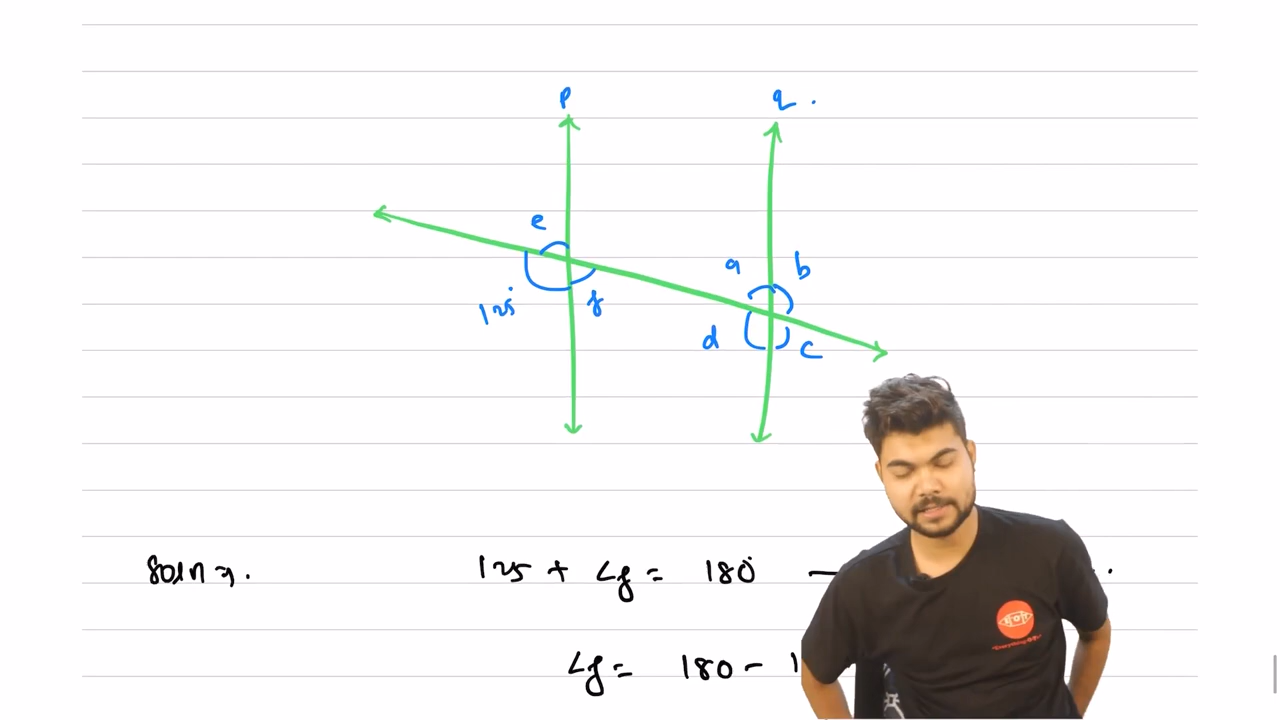 p q .
e
a b
125° f
d c
Soln⇒. 125 + ∠f = 180° —
∠f = 180 - 1